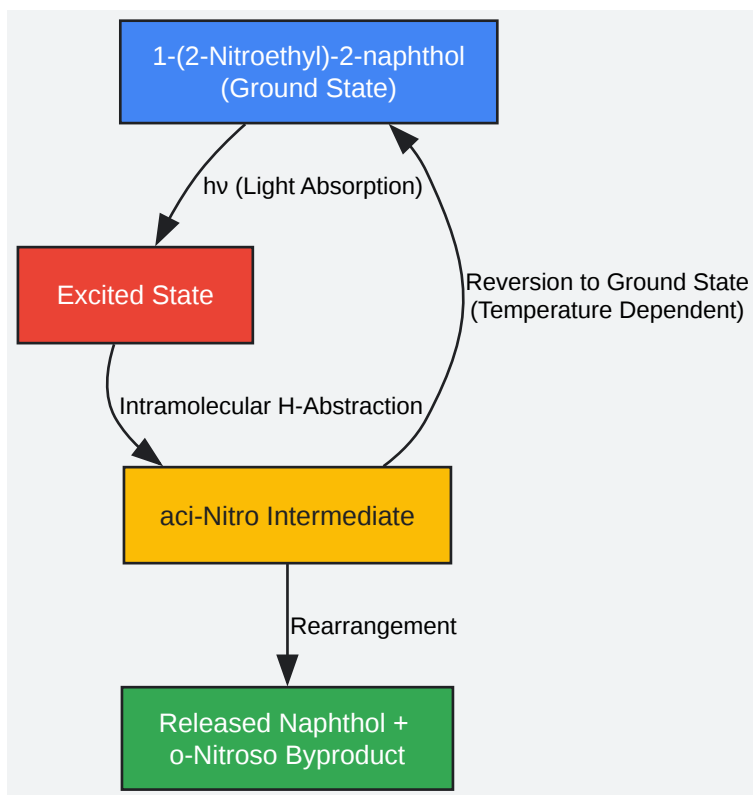 1-(2-Nitroethyl)-2-naphthol
(Ground State)
hν (Light Absorption)
Excited State
Reversion to Ground State
(Temperature Dependent)
Intramolecular H-Abstraction
aci-Nitro Intermediate
Rearrangement
Released Naphthol +
o-Nitroso Byproduct